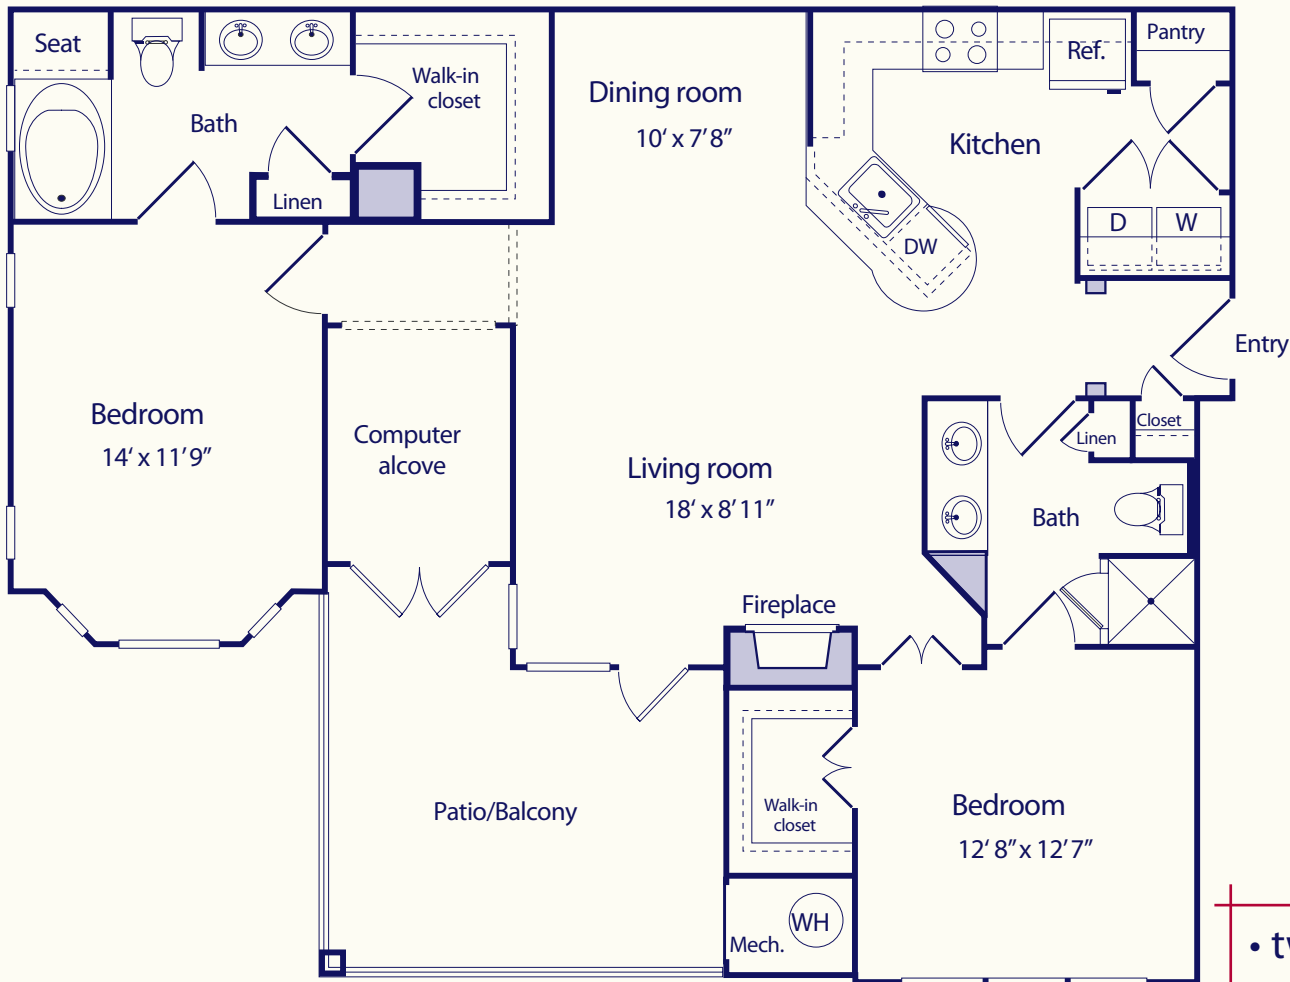 Seat
Bath
Linen
Walk-in
closet
Dining room
10‘ x 7’8”
Kitchen
Ref.
Pantry
D
W
DW
Entry
Bedroom
14‘ x 11’9”
Computer
alcove
Living room
18‘ x 8’11”
Linen
Closet
Bath
Fireplace
Patio/Balcony
Walk-in
closet
Bedroom
12‘ 8” x 12’7”
Mech.
WH